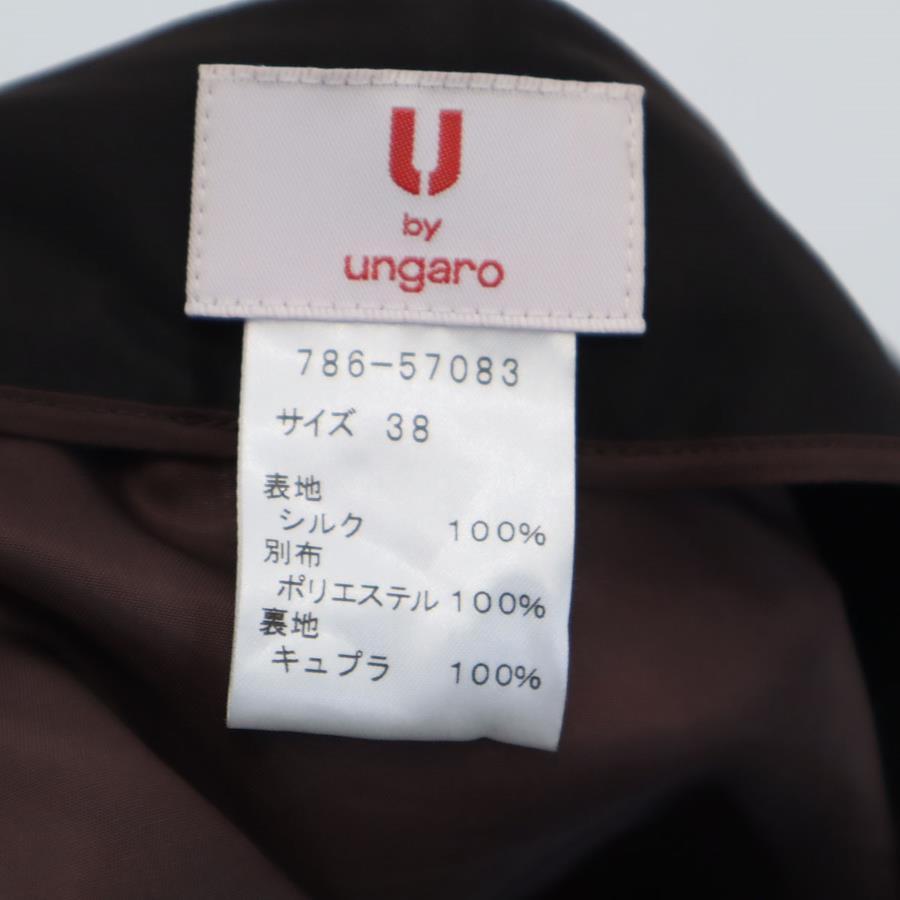 U
by
ungaro
786-57083
サイズ 38
表地
シルク 100%
別布
ポリエステル 100%
裏地
キュプラ 100%